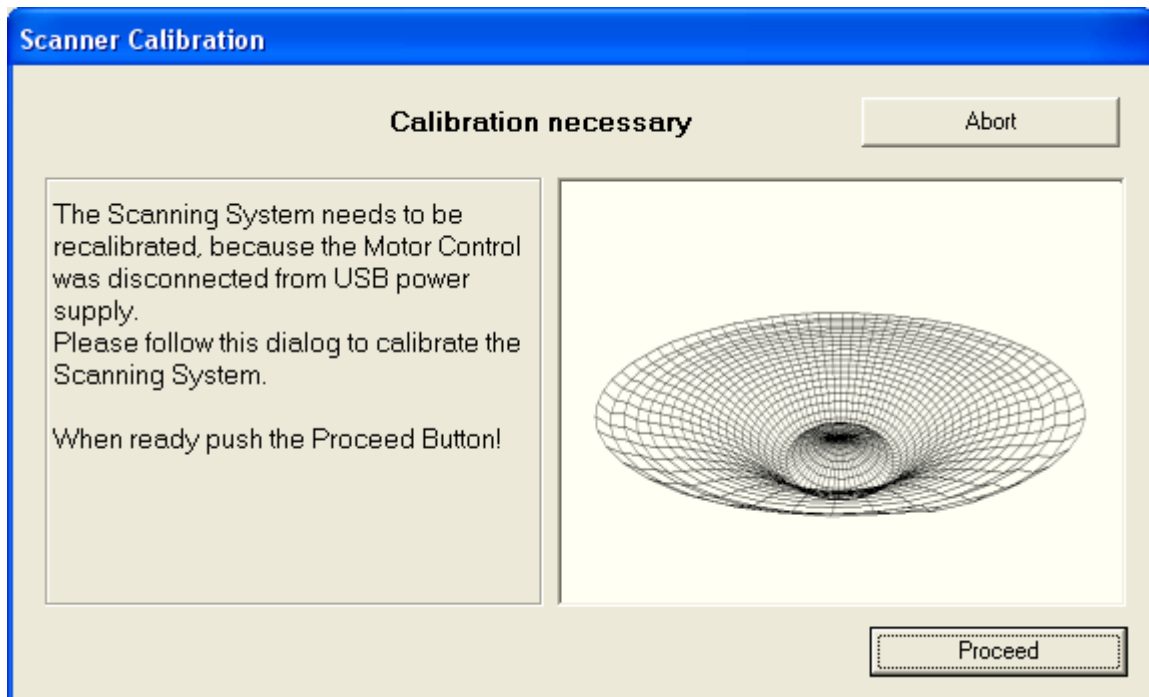 Scanner Calibration
Calibration necessary
Abort
The Scanning System needs to be
recalibrated, because the Motor Control
was disconnected from USB power
supply.
Please follow this dialog to calibrate the
Scanning System.
When ready push the Proceed Button!
Proceed